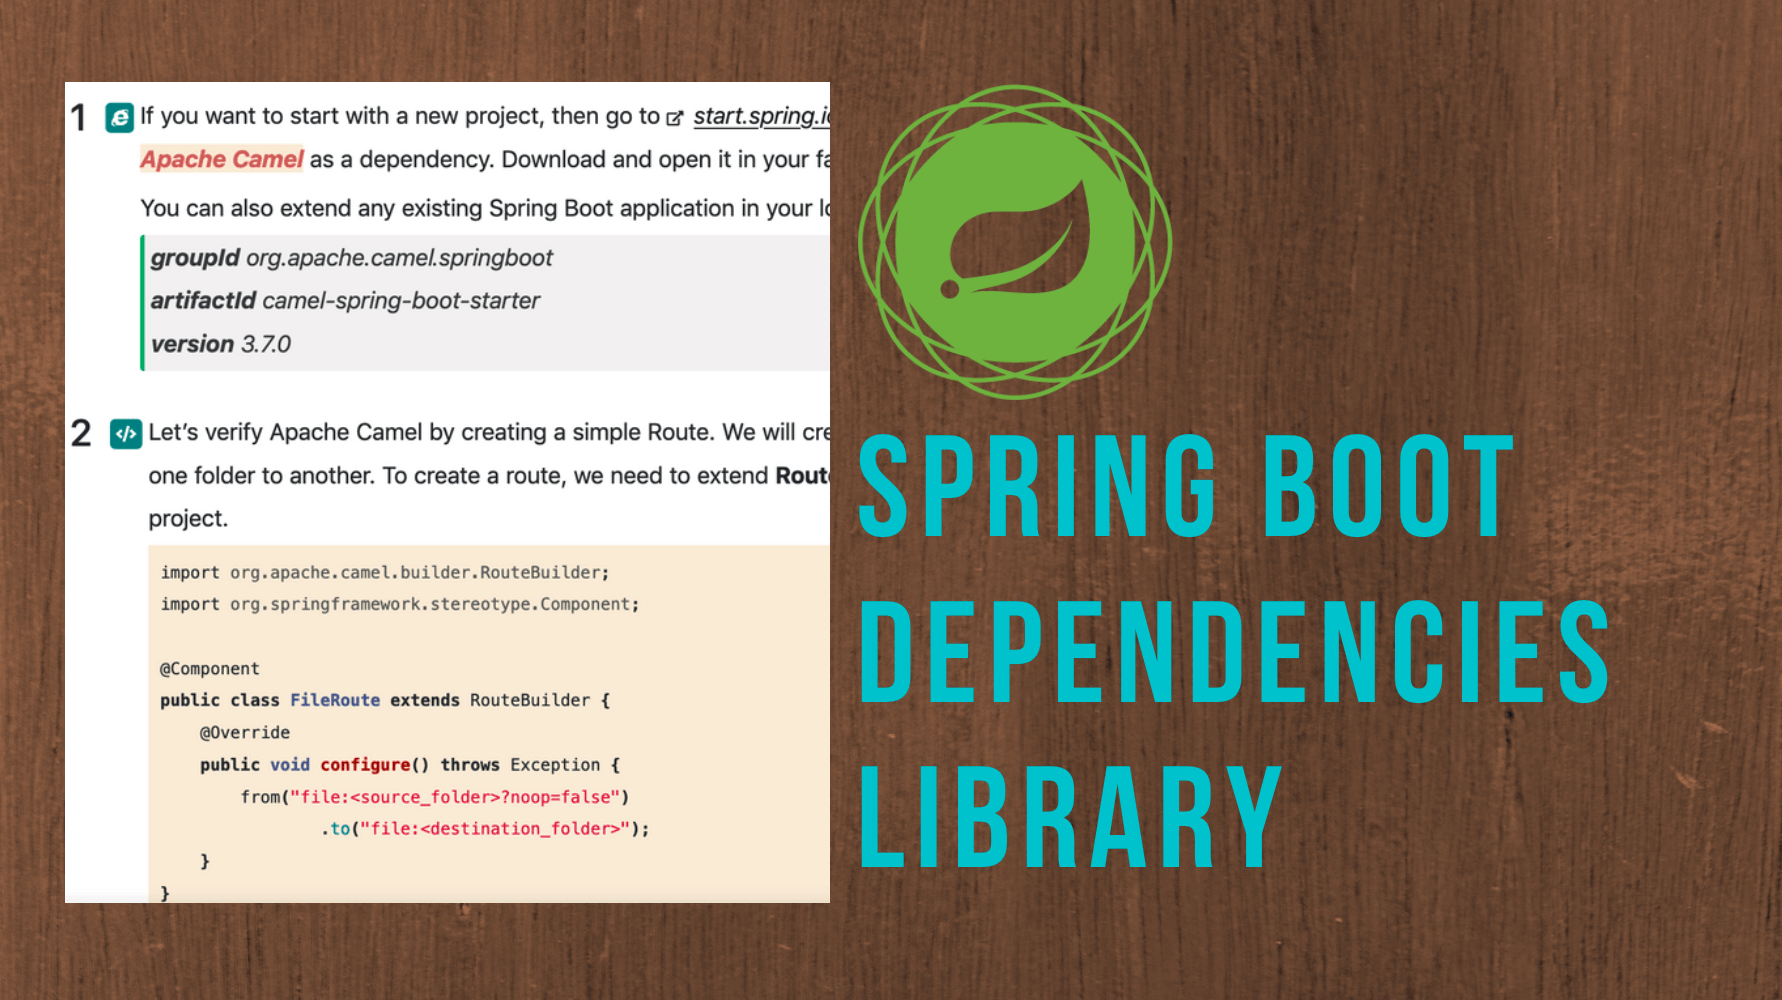 1 If you want to start with a new project, then go to start.spring.i
Apache Camel as a dependency. Download and open it in your fa
You can also extend any existing Spring Boot application in your lo
groupId org.apache.camel.springboot
artifactId camel-spring-boot-starter
version 3.7.0
2 </> Let's verify Apache Camel by creating a simple Route. We will cre
one folder to another. To create a route, we need to extend Rout
project.
import org.apache.camel.builder.RouteBuilder;
import org.springframework.stereotype.Component;
@Component
public class FileRoute extends RouteBuilder {
@Override
public void configure() throws Exception {
from("file:<source_folder>?noop=false")
.to("file:<destination_folder>");
}
}
SPRING BOOT
DEPENDENCIES
LIBRARY